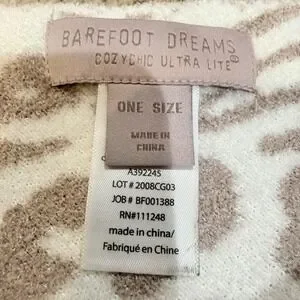 BAREFOOT DREAMS®
COZYCHIC ULTRA LITE®
ONE SIZE
MADE IN
CHINA
A392245
LOT # 2008CG03
JOB # BF001388
RN#111248
made in china/
Fabriqué en Chine